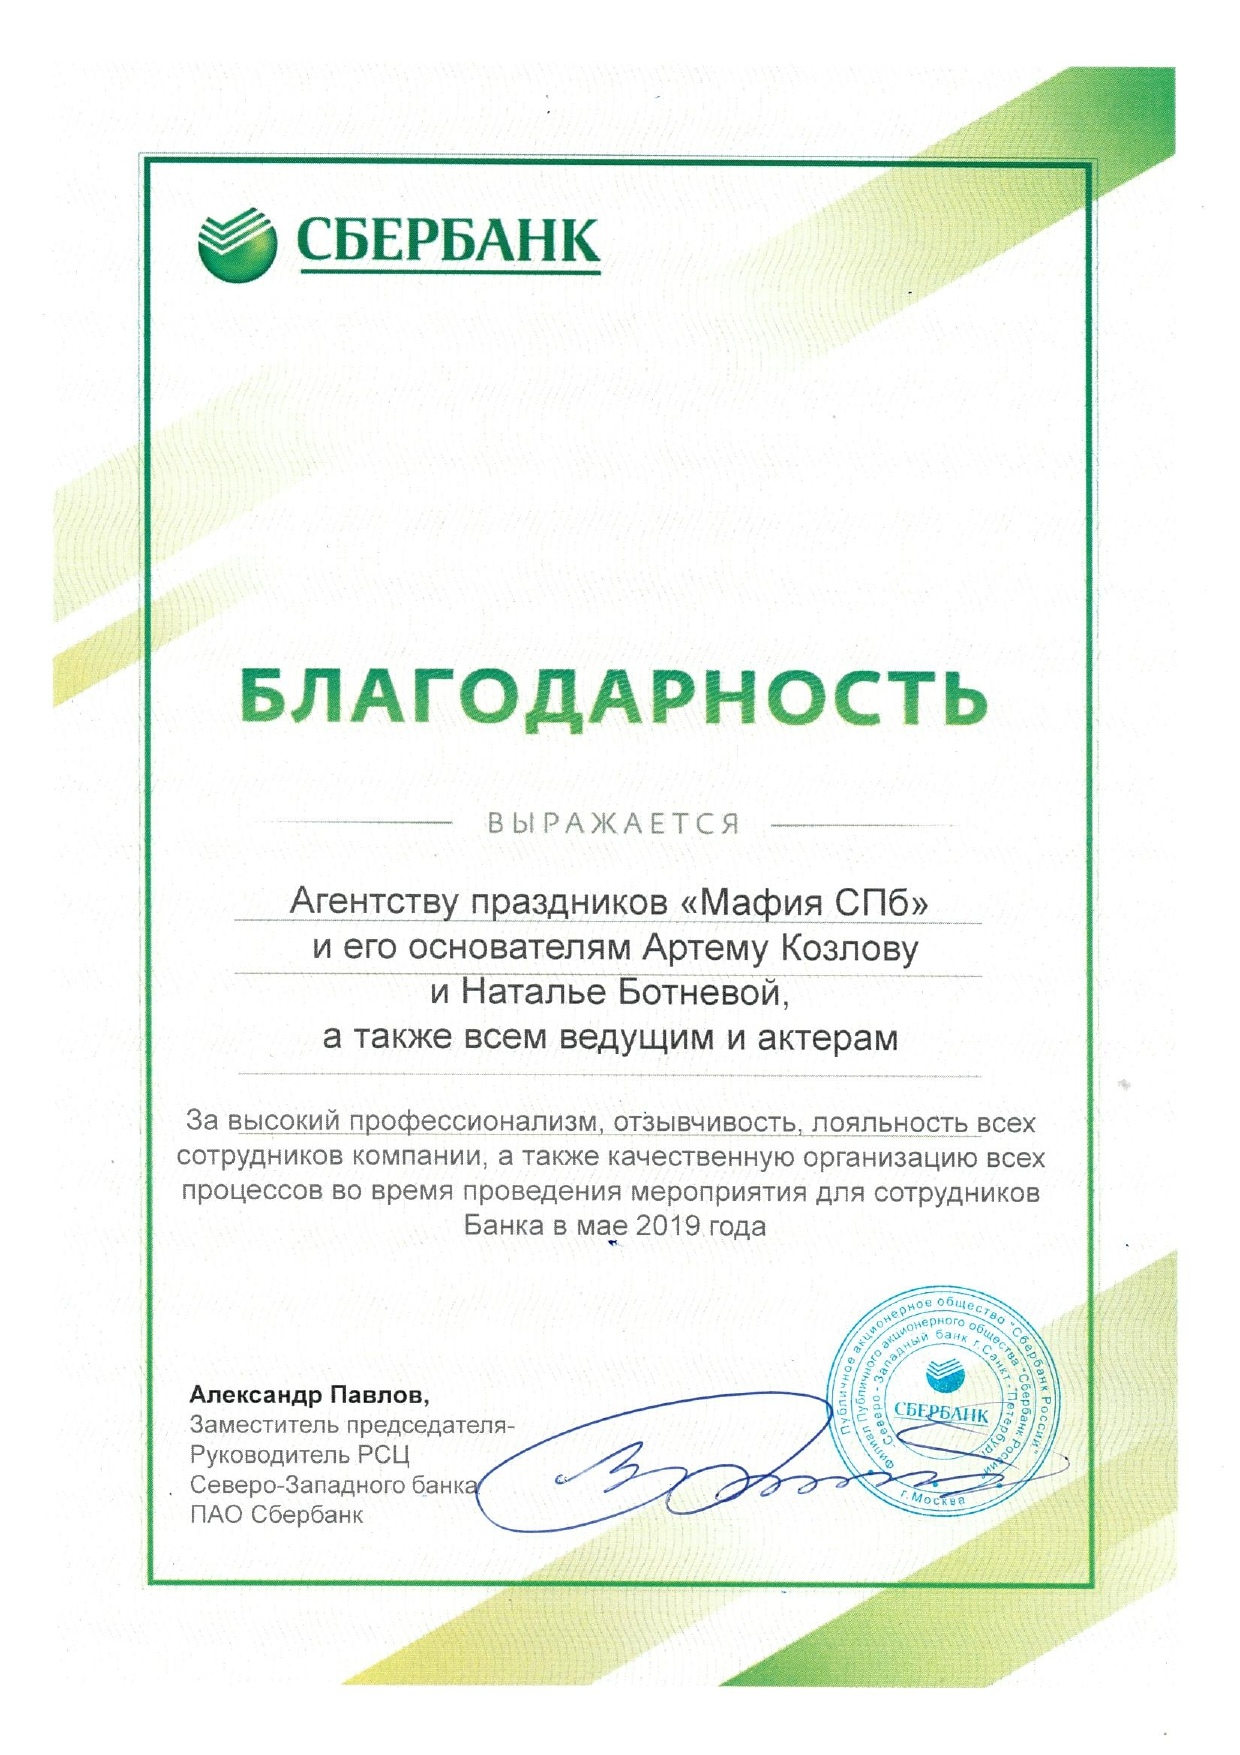 СБЕРБАНК
БЛАГОДАРНОСТЬ
ВЫРАЖАЕТСЯ
Агентству праздников «Мафия СПб»
и его основателям Артему Козлову
и Наталье Ботневой,
а также всем ведущим и актерам
За высокий профессионализм, отзывчивость, лояльность всех
сотрудников компании, а также качественную организацию всех
процессов во время проведения мероприятия для сотрудников
Банка в мае 2019 года
Александр Павлов,
Заместитель председателя-
Руководитель РСЦ
Северо-Западного банка
ПАО Сбербанк
Публичное акционерное общество "Сбербанк России"
Филиал Публичного акционерного общества "Сбербанк России"
Северо-Западный банк г.Санкт-Петербург
СБЕРБАНК
г.Москва